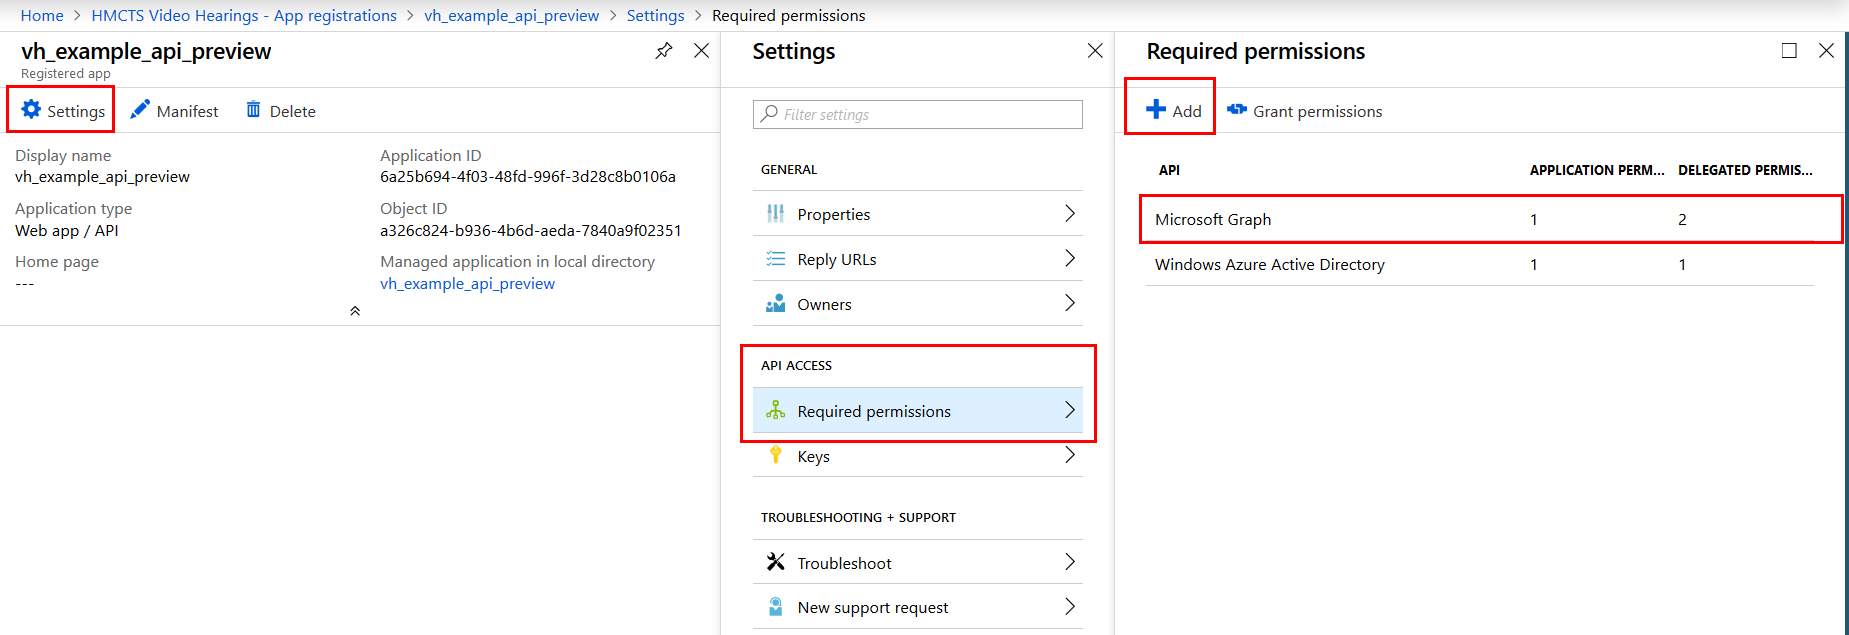 Home > HMCTS Video Hearings - App registrations > vh_example_api_preview > Settings > Required permissions
vh_example_api_preview
Registered app
Settings
Manifest
Delete
Display name
vh_example_api_preview
Application type
Web app / API
Home page
---
Application ID
6a25b694-4f03-48fd-996f-3d28c8b0106a
Object ID
a326c824-b936-4b6d-aeda-7840a9f02351
Managed application in local directory
vh_example_api_preview
Settings
Filter settings
GENERAL
Properties
Reply URLs
Owners
API ACCESS
Required permissions
Keys
TROUBLESHOOTING + SUPPORT
Troubleshoot
New support request
Required permissions
Add
Grant permissions
API APPLICATION PERM... DELEGATED PERMIS...
Microsoft Graph 1 2
Windows Azure Active Directory 1 1